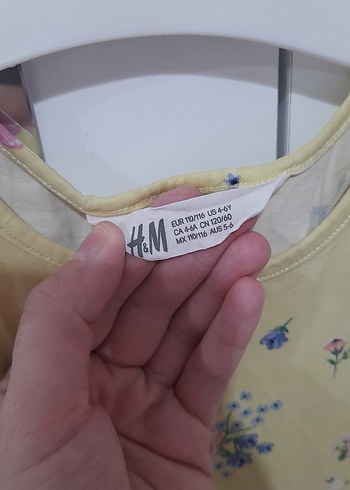 H&M
EUR 110/116 US 4-6Y
CA 4-6A CN 120/60
MX 110/116 AUS 5-6